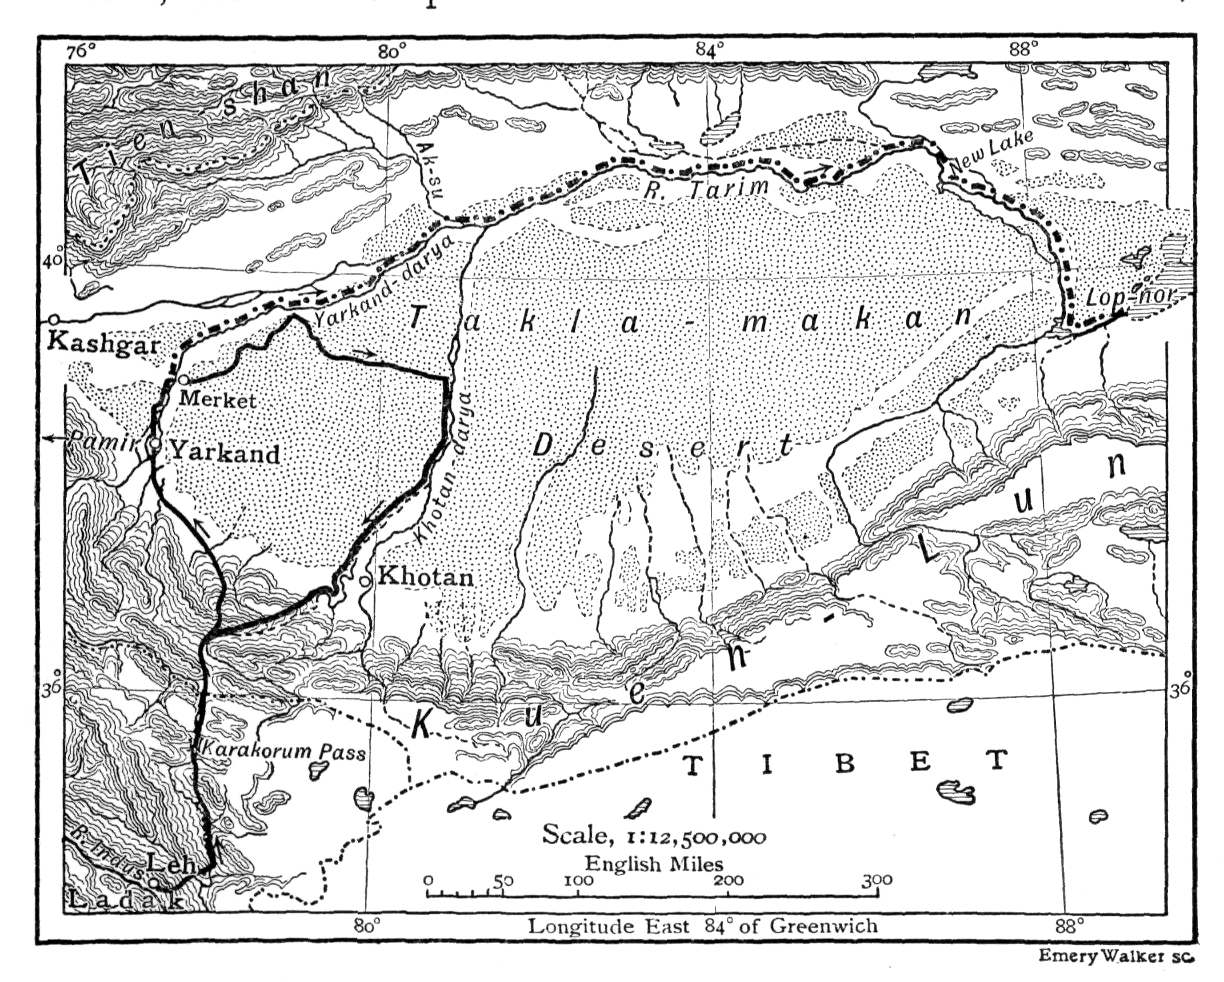 76° 80° 84° 88°
Tien shan
Ak-su
New Lake
R. Tarim
40°
Yarkand-darya
Lop-nor
Takla-makan
Kashgar
Merket
Khotan darya
Pamir
Yarkand
Desert
Khotan
Kuen-Lun
36° 36°
Karakorum Pass
TIBET
Scale, 1:12,500,000
English Miles
0 50 100 200 300
R. Indus
Leh
Ladak
80° Longitude East 84° of Greenwich 88°
Emery Walker sc.